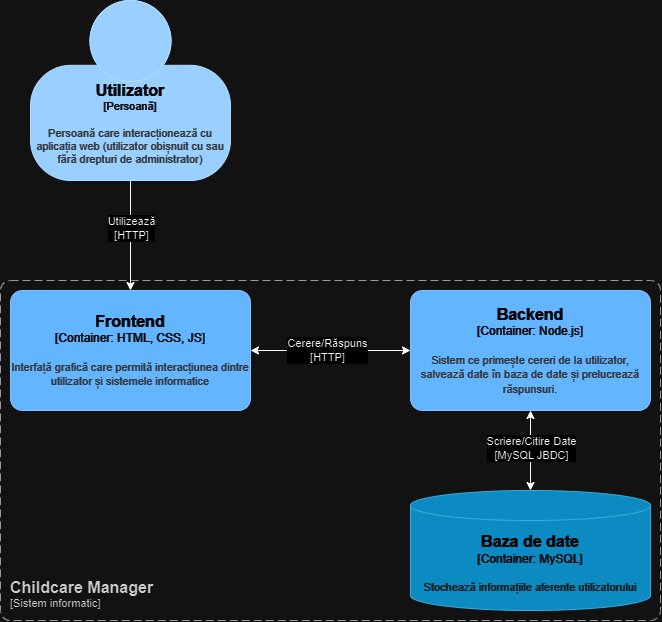 Utilizator
[Persoană]
Persoană care interacționează cu
aplicația web (utilizator obișnuit cu sau
fără drepturi de administrator)
Utilizează
[HTTP]
Frontend
[Container: HTML, CSS, JS]
Interfață grafică care permită interacțiunea dintre
utilizator și sistemele informatice
Cerere/Răspuns
[HTTP]
Backend
[Container: Node.js]
Sistem ce primește cereri de la utilizator,
salvează date în baza de date și prelucrează
răspunsuri.
Scriere/Citire Date
[MySQL JBDC]
Baza de date
[Container: MySQL]
Stochează informațiile aferente utilizatorului
Childcare Manager
[Sistem informatic]